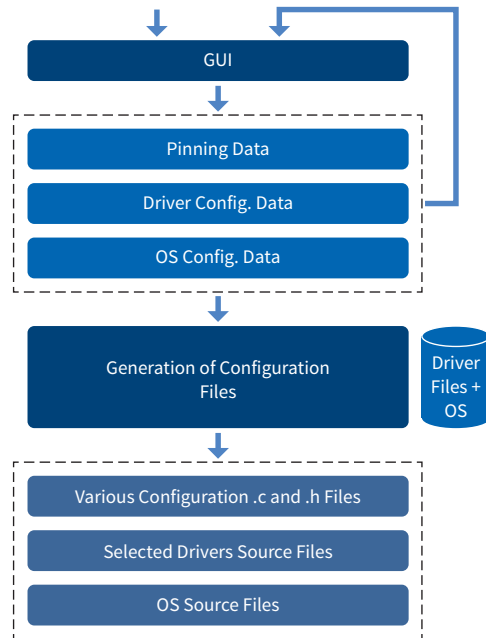 GUI
Pinning Data
Driver Config. Data
OS Config. Data
Generation of Configuration
Files
Driver
Files +
OS
Various Configuration .c and .h Files
Selected Drivers Source Files
OS Source Files